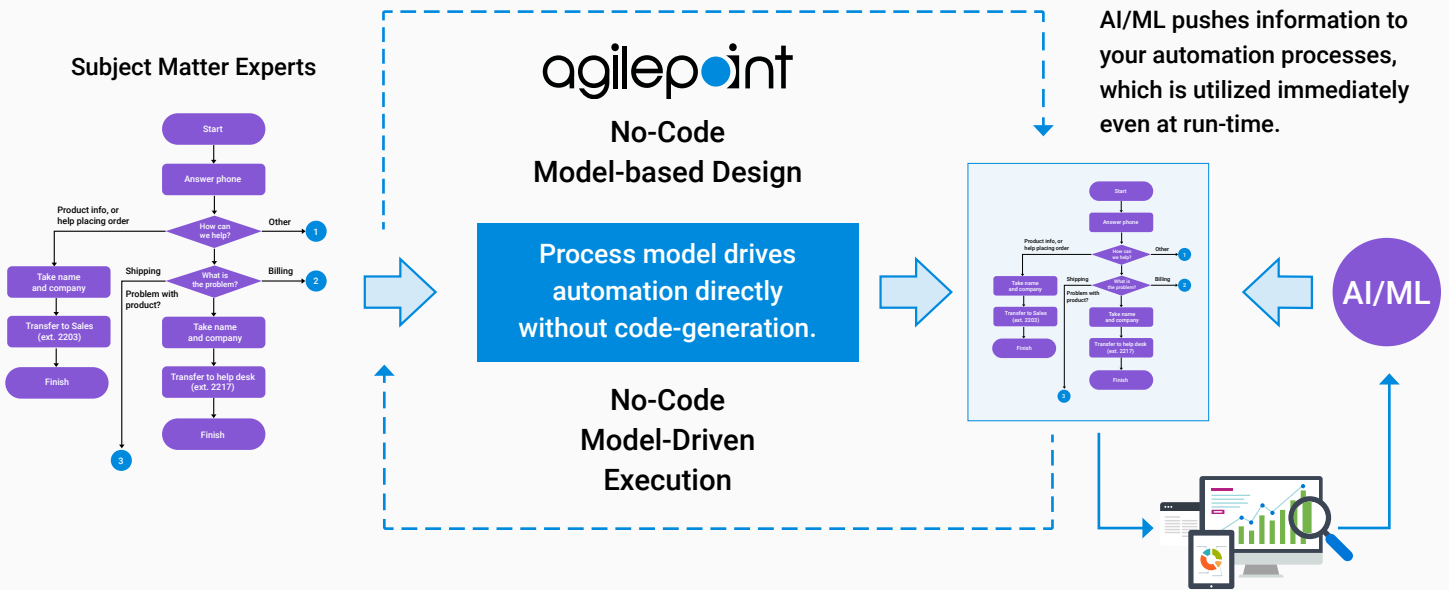 Subject Matter Experts
Start
Answer phone
Product info, or
help placing order
How can
we help?
Other
1
Take name
and company
Shipping
Problem with
product?
What is
the problem?
Billing
2
Transfer to Sales
(ext. 2203)
Take name
and company
Finish
Transfer to help desk
(ext. 2217)
Finish
3
agilepoint
No-Code
Model-based Design
Process model drives
automation directly
without code-generation.
No-Code
Model-Driven
Execution
AI/ML pushes information to
your automation processes,
which is utilized immediately
even at run-time.
Start
Answer phone
Product info, or
help placing order
How can
we help?
Other
1
Take name
and company
Shipping
Problem with
product?
What is
the problem?
Billing
2
Transfer to Sales
(ext. 2203)
Take name
and company
Finish
Transfer to help desk
(ext. 2217)
Finish
3
AI/ML